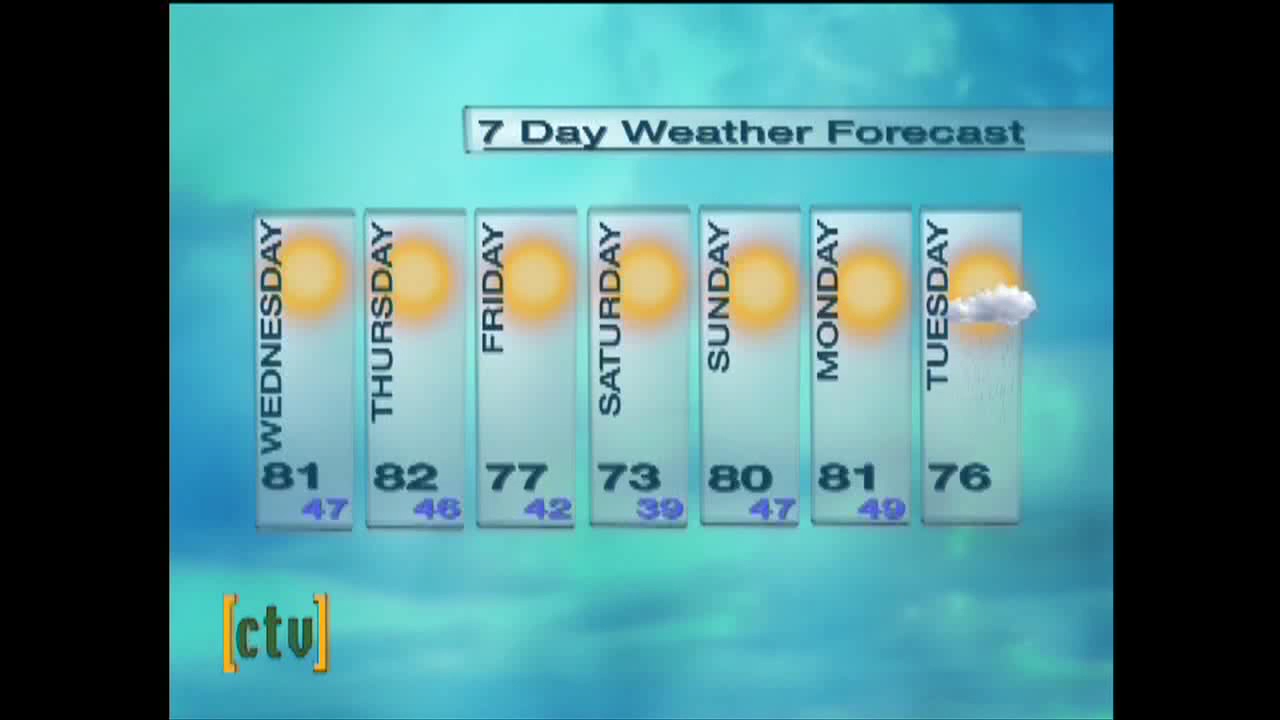 7 Day Weather Forecast
WEDNESDAY
81
47
THURSDAY
82
46
FRIDAY
77
42
SATURDAY
73
39
SUNDAY
80
47
MONDAY
81
49
TUESDAY
76
[ctv]